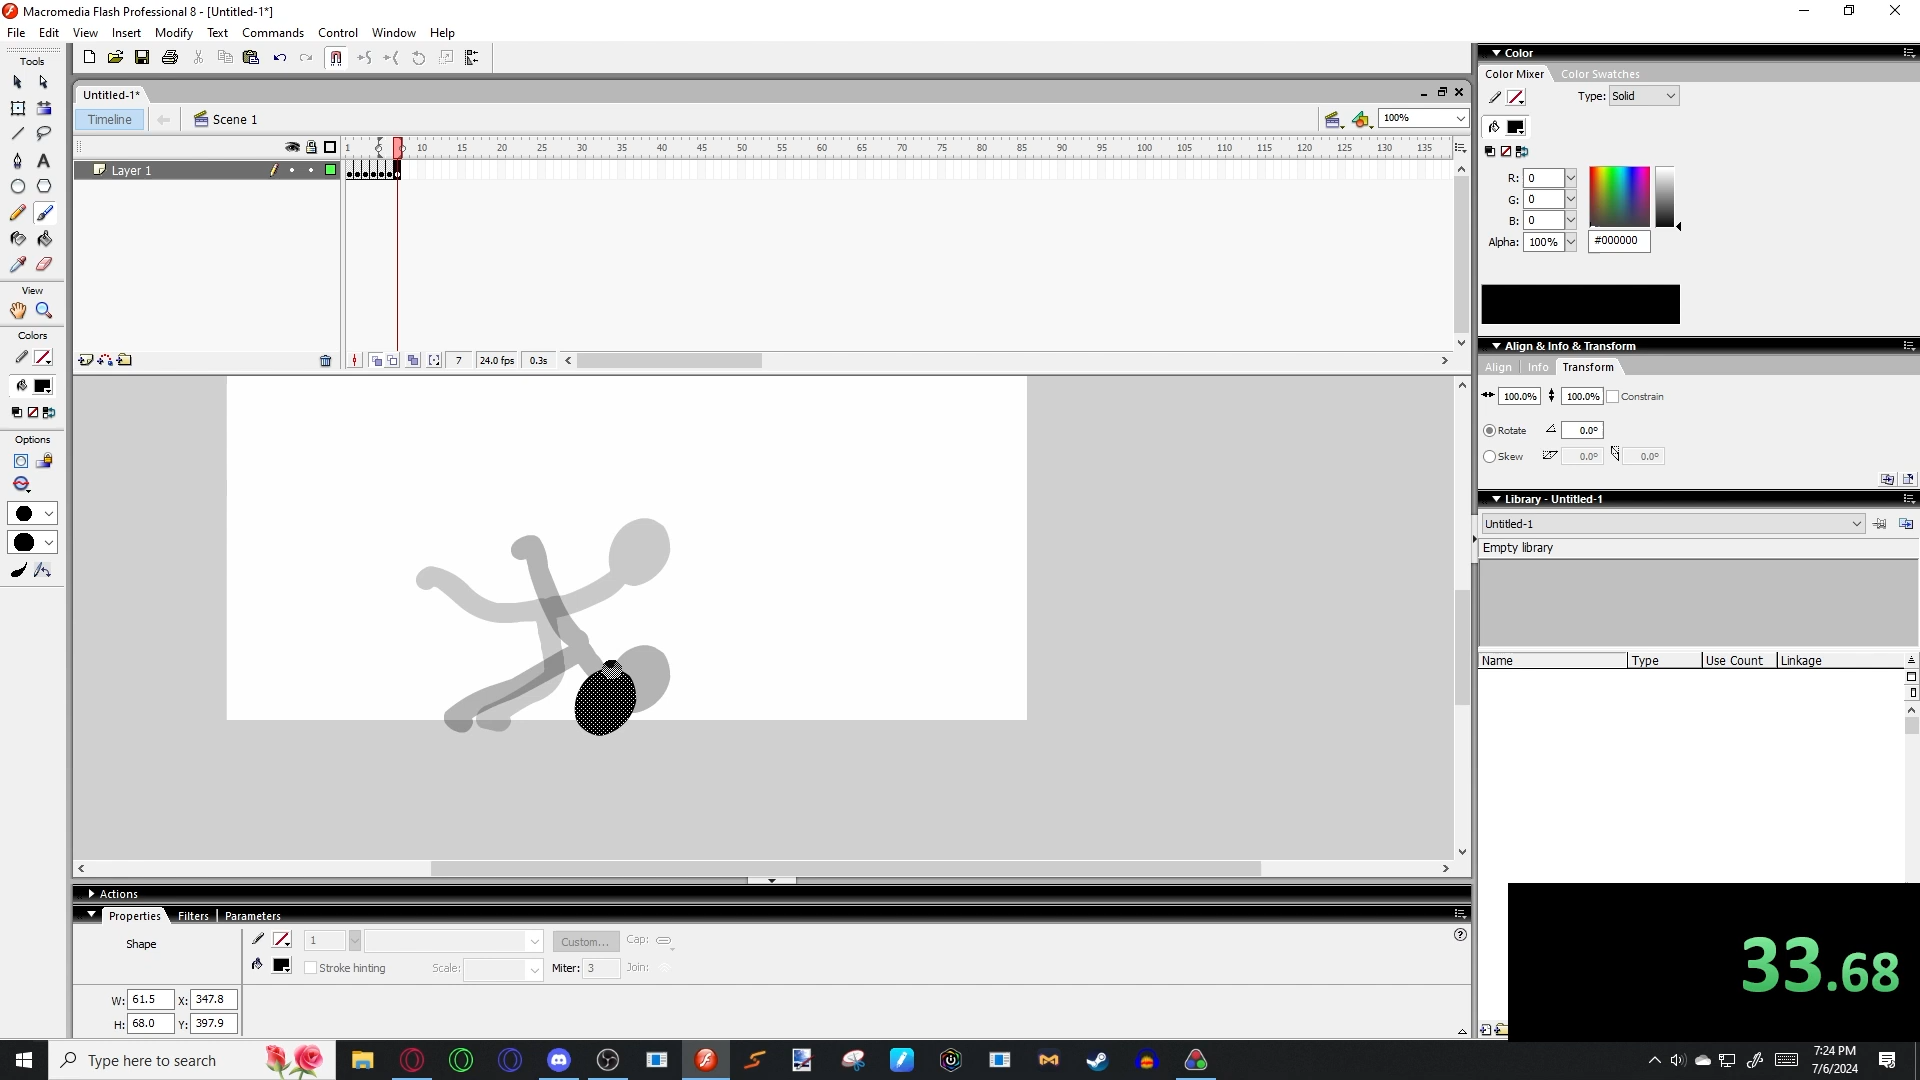 Macromedia Flash Professional 8 - [Untitled-1*]
File Edit View Insert Modify Text Commands Control Window Help
Tools
Untitled-1*
Timeline
Scene 1
100%
1 5 10 15 20 25 30 35 40 45 50 55 60 65 70 75 80 85 90 95 100 105 110 115 120 125 130 135
Layer 1
7 24.0 fps 0.3s
View
Colors
Options
Color
Color Mixer Color Swatches
Type: Solid
R: 0
G: 0
B: 0
Alpha: 100% #000000
Align & Info & Transform
Align Info Transform
100.0% 100.0% Constrain
Rotate 0.0°
Skew 0.0° 0.0°
Library - Untitled-1
Untitled-1
Empty library
Name Type Use Count Linkage
Actions
Properties Filters Parameters
Shape
1 Custom... Cap:
Stroke hinting Scale: Miter: 3 Join:
W: 61.5 X: 347.8
H: 68.0 Y: 397.9
33.68
Type here to search
7:24 PM
7/6/2024